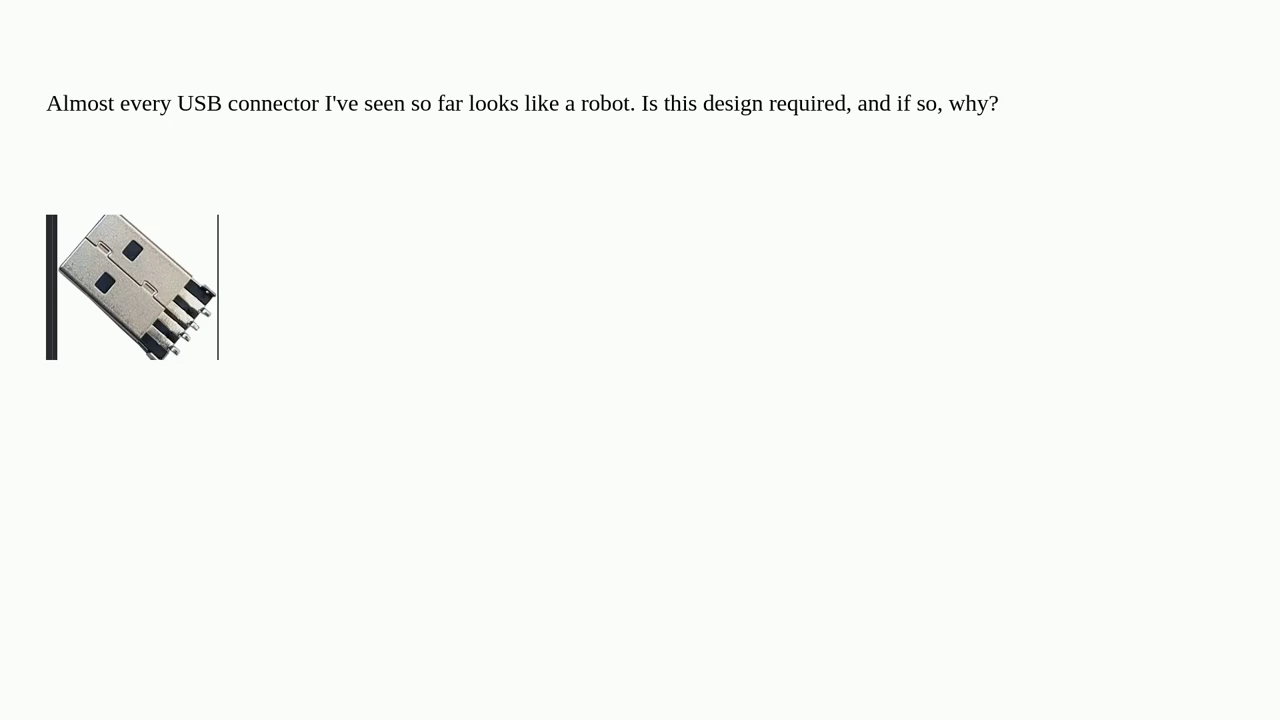 Almost every USB connector I've seen so far looks like a robot. Is this design required, and if so, why?